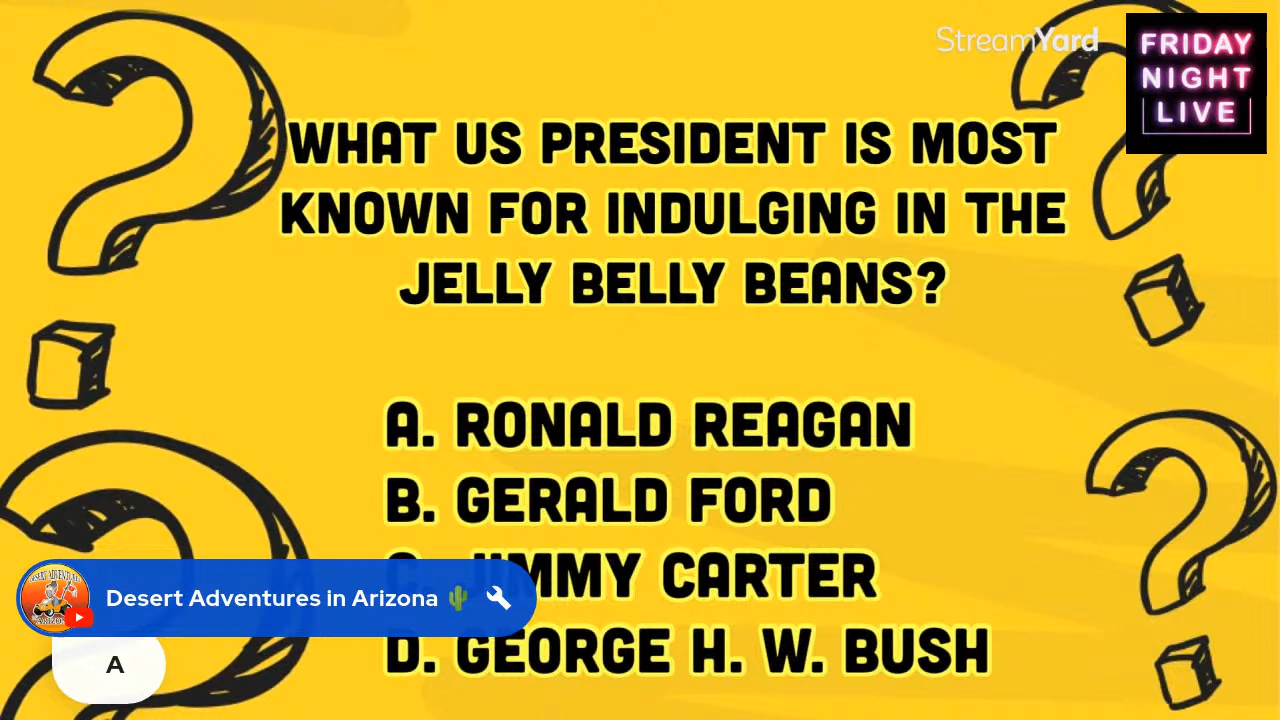 StreamYard
FRIDAY
NIGHT
LIVE
WHAT US PRESIDENT IS MOST
KNOWN FOR INDULGING IN THE
JELLY BELLY BEANS?
A. RONALD REAGAN
B. GERALD FORD
C. JIMMY CARTER
Desert Adventures in Arizona 🌵 🔧
D. GEORGE H. W. BUSH
A